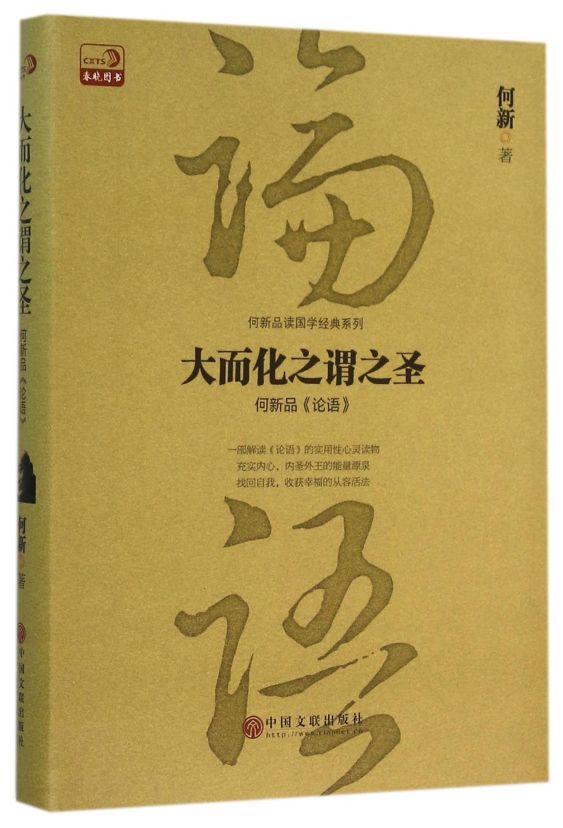 CXTS
春晓图书
何新 著
論
何新品读国学经典系列
大而化之谓之圣
何新品《论语》
一部解读《论语》的实用性心灵读物
充实内心，内圣外王的能量源泉
找回自我，收获幸福的从容活法
語
中国文联出版社
大而化之谓之圣
何新品《论语》
何新 著
中国文联出版社